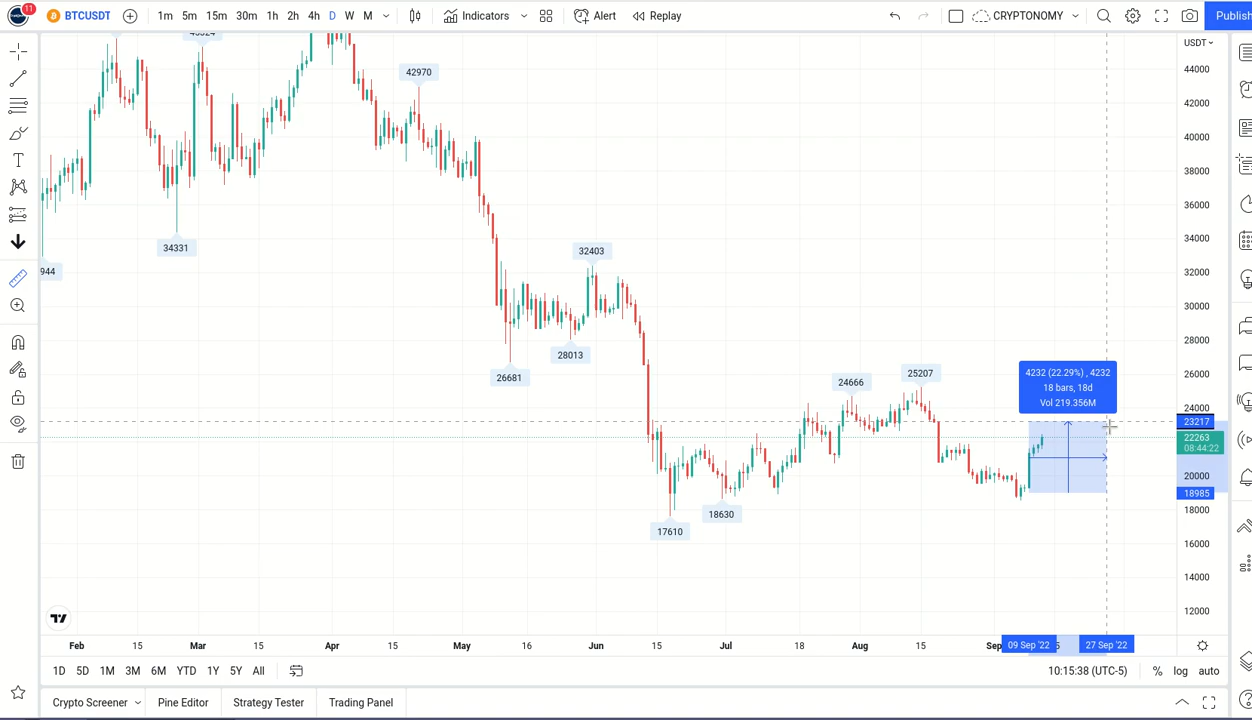 11
BTCUSDT
1m 5m 15m 30m 1h 2h 4h D W M
Indicators
Alert
Replay
CRYPTONOMY
Publish
USDT
44000
42000
40000
38000
36000
34000
32000
30000
28000
26000
24000
23217
22263
08:44:22
20000
18985
18000
16000
14000
12000
42970
34331
944
32403
28013
26681
24666
25207
18630
17610
4232 (22.29%) , 4232
18 bars, 18d
Vol 219.356M
Feb 15 Mar 15 Apr 15 May 16 Jun 15 Jul 18 Aug 15 Sep 09 Sep '22 5 27 Sep '22
1D 5D 1M 3M 6M YTD 1Y 5Y All
10:15:38 (UTC-5) % log auto
Crypto Screener Pine Editor Strategy Tester Trading Panel